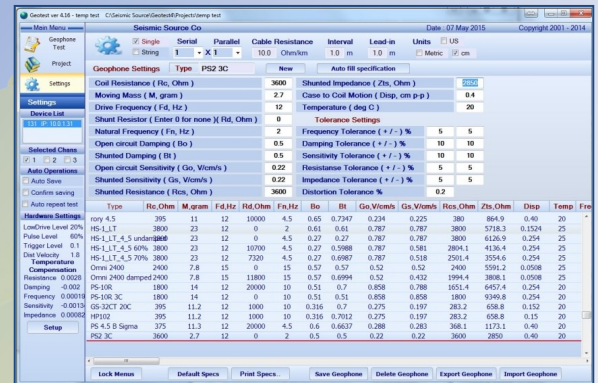 Geotest ver 4.16 - temp test C:\Seismic Source\Geotest\Projects\temp test
Main Menu
Geophone Test
Project
Settings
Seismic Source Co
Date : 07 May 2015
Copyright 2001 - 2014
Single
String
Serial
1
X
Parallel
1
Cable Resistance
10.0 Ohm/km
Interval
1.0 m
Lead-in
1.0 m
Units
US
Metric
cm
Geophone Settings Type PS2 3C
New
Auto fill specification
Coil Resistance ( Rc, Ohm ) 3600
Moving Mass ( M, gram ) 2.7
Drive Frequency ( Fd, Hz ) 12
Shunt Resistor ( Enter 0 for none )( Rd, Ohm ) 0
Natural Frequency ( Fn, Hz ) 2
Open circuit Damping ( Bo ) 0.5
Shunted Damping ( Bt ) 0.5
Open circuit Sensitivity ( Go, V/cm/s ) 0.22
Shunted Sensitivity ( Gs, V/cm/s ) 0.22
Shunted Resistance ( Rcs, Ohm ) 3600
Shunted Impedance ( Zts, Ohm ) 2850
Case to Coil Motion ( Disp, cm p-p ) 0.4
Temperature ( deg C ) 20
Tolerance Settings
Frequency Tolerance ( + / - ) % 5 5
Damping Tolerance ( + / - ) % 10 10
Sensitivity Tolerance ( + / - ) % 10 10
Resistanse Tolerance ( + / - ) % 5 5
Impedance Tolerance ( + / - ) % 5 5
Distortion Tolerance % 0.2
Settings
Device List
131 IP: 10.0.1.31
Selected Chans
1 2 3
Auto Operations
Auto Save
Confirm saving
Auto repeat test
Hardware Settings
LowDrive Level 20%
Pulse Level 60%
Trigger Level 0.1
Dist Velocity 1.8
Temperature Compensation
Resistance 0.0028
Damping -0.002
Frequency 0.00019
Sensitivity -0.0013
Impedance 0.00082
Setup
Type Rc,Ohm M,gram Fd,Hz Rd,Ohm Fn,Hz Bo Bt Go,V/cm/s Gs,V/cm/s Rcs,Ohm Zts,Ohm Disp Temp Fre
rory 4.5 395 11 12 10000 4.5 0.65 0.7347 0.234 0.225 380 864.9 0.40 20
HS-1_LT 3800 23 12 0 2 0.61 0.61 0.787 0.787 3800 5718.3 0.1524 25
HS-1_LT_4_5 undamped 3800 23 12 0 4.5 0.27 0.27 0.787 0.787 3800 6126.9 0.254 25
HS-1_LT_4_5 60% 3800 23 12 10700 4.5 0.27 0.5988 0.787 0.581 2804.1 4136.4 0.254 25
HS-1_LT_4_5 70% 3800 23 12 7320 4.5 0.27 0.6987 0.787 0.518 2501.4 3554.6 0.254 25
Omni 2400 2400 7.8 15 0 15 0.57 0.57 0.52 0.52 2400 5591.2 0.0508 25
Omni 2400 damped 2400 7.8 15 11800 15 0.57 0.6994 0.52 0.432 1994.4 3808.1 0.0508 25
PS-10R 1800 14 12 20000 10 0.51 0.7 0.858 0.788 1651.4 6457.4 0.254 20
PS-10R 3C 1800 14 12 0 10 0.51 0.51 0.858 0.858 1800 9349.8 0.254 20
GS-32CT 20C 395 11.2 12 1000 10 0.316 0.7 0.275 0.197 283.2 658.8 0.152 20
HP102 395 11.2 12 1000 10 0.316 0.7012 0.275 0.197 283.2 658.8 0.15 20
PS 4.5 B Sigma 375 11.3 12 20000 4.5 0.6 0.6637 0.288 0.283 368.1 1173.1 0.40 20
PS2 3C 3600 2.7 12 0 2 0.5 0.5 0.22 0.22 3600 2850 0.40 20
Lock Menus
Default Specs
Print Specs..
Save Geophone
Delete Geophone
Export Geophone
Import Geophone